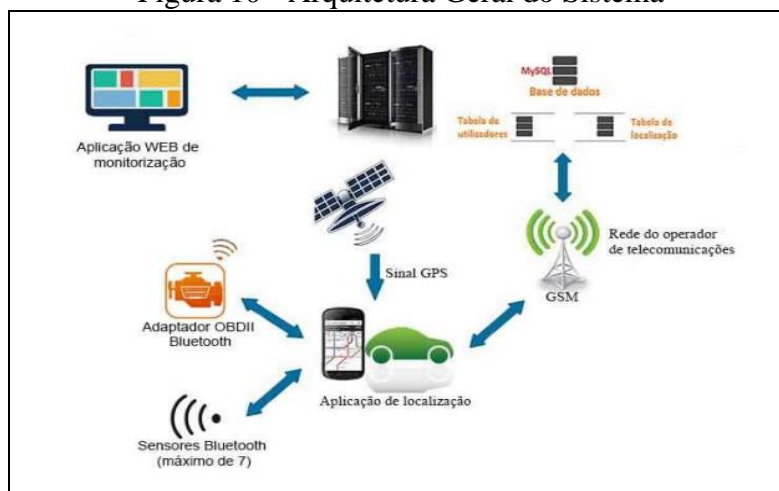 Figura 10 - Arquitetura Geral do Sistema
MySQL
Base de dados
Tabela de
utilizadores
Tabela de
localização
Aplicação WEB de
monitorização
Rede do operador
de telecomunicações
Sinal GPS
GSM
Adaptador OBDII
Bluetooth
Aplicação de localização
Sensores Bluetooth
(máximo de 7)